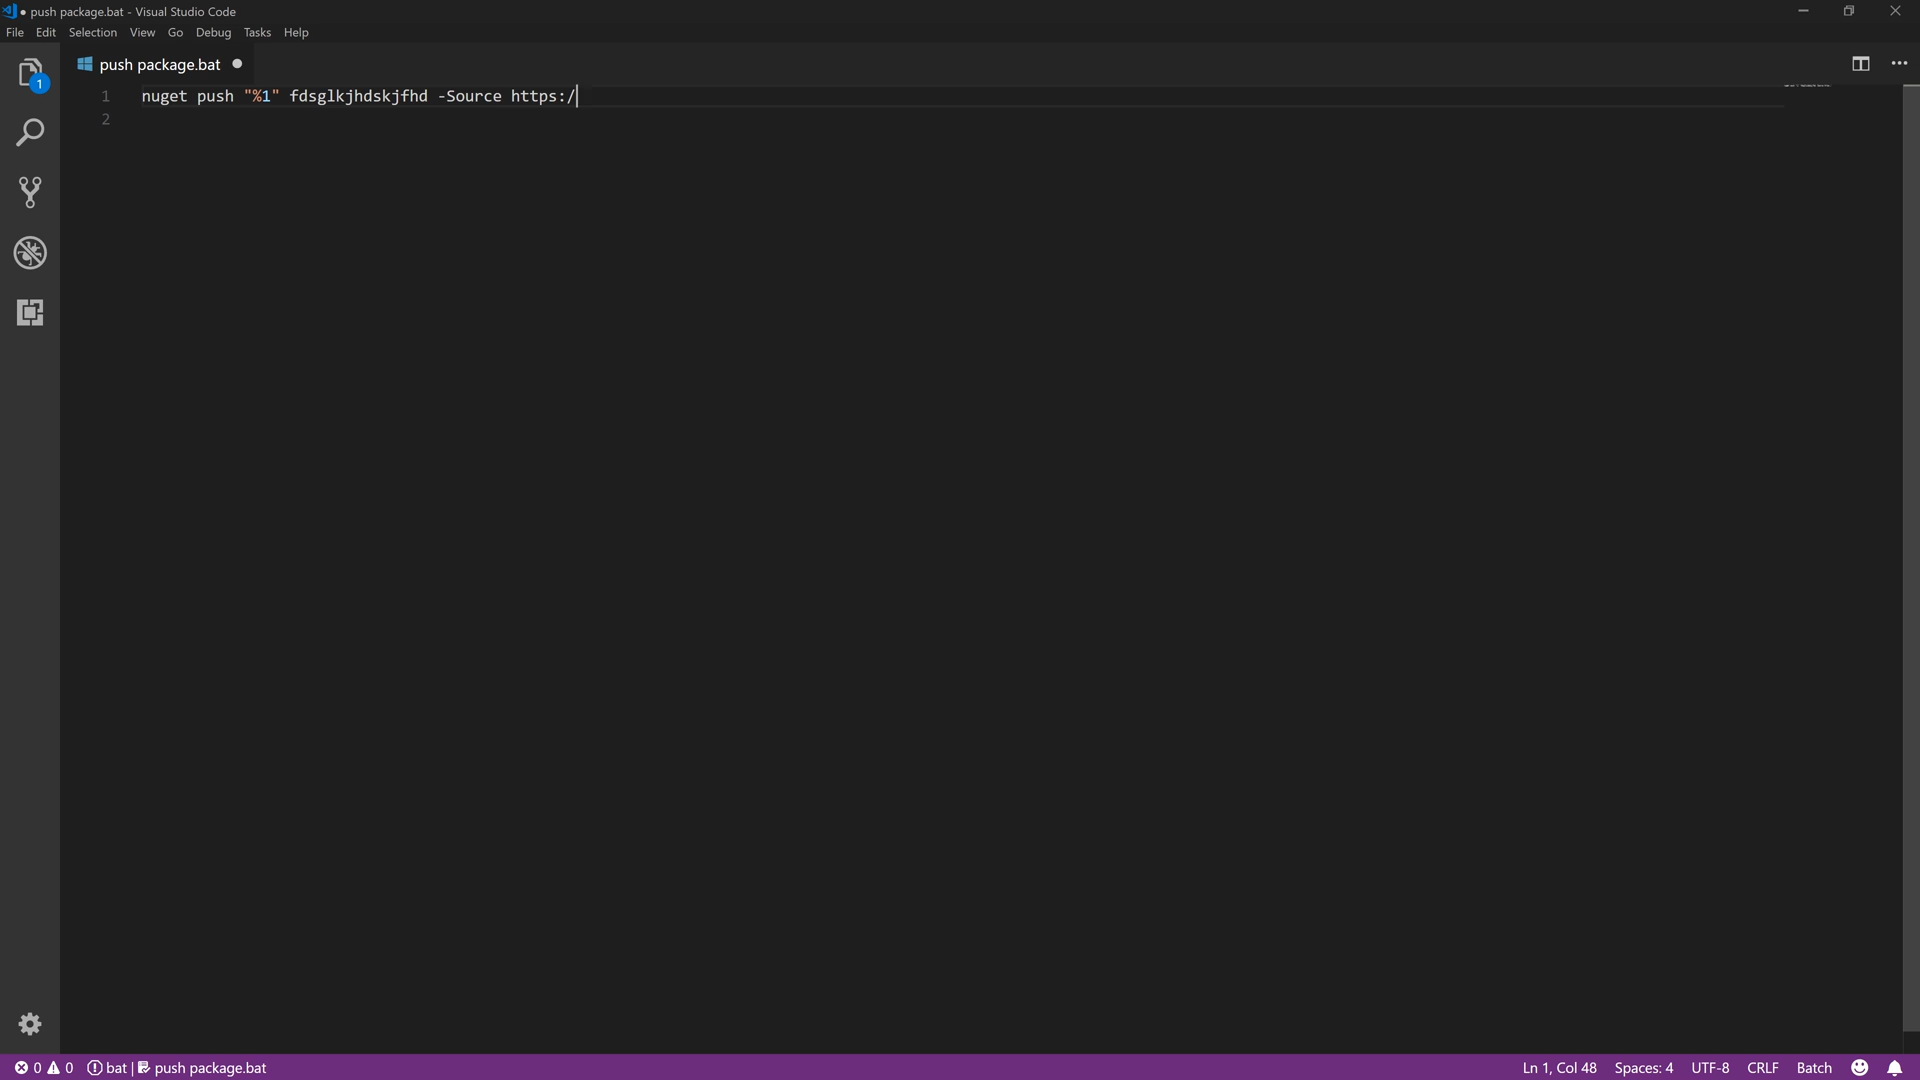 ● push package.bat - Visual Studio Code
File Edit Selection View Go Debug Tasks Help
push package.bat ●
1
1 nuget push "%1" fdsglkjhdskjfhd -Source https:/
2
0 0 bat | push package.bat Ln 1, Col 48 Spaces: 4 UTF-8 CRLF Batch